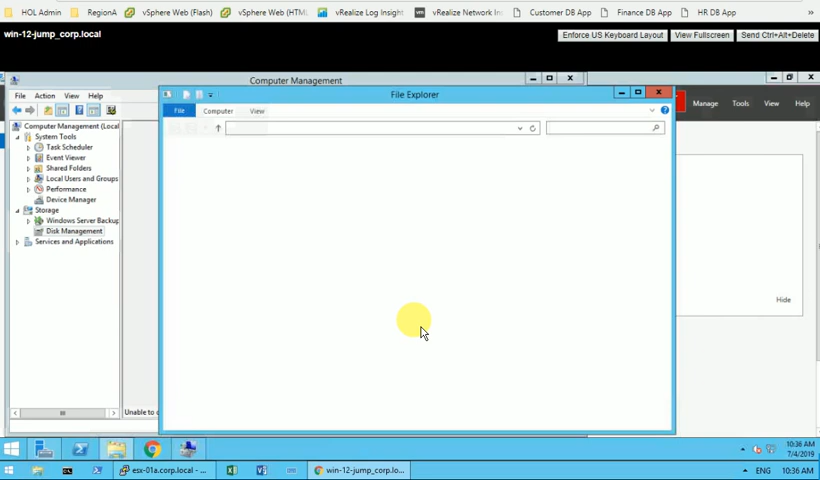 HOL Admin RegionA vSphere Web (Flash) vSphere Web (HTML vRealize Log Insight vRealize Network Ins Customer DB App Finance DB App HR DB App
win-12-jump_corp.local Enforce US Keyboard Layout View Fullscreen Send Ctrl+Alt+Delete
Computer Management
File Explorer
File Action View Help
File Computer View
Manage Tools View Help
Computer Management (Local
System Tools
Task Scheduler
Event Viewer
Shared Folders
Local Users and Groups
Performance
Device Manager
Storage
Windows Server Backup
Disk Management
Services and Applications
Hide
Unable to c
10:36 AM
7/4/2019
esx-01a.corp.local - ... win-12-jump_corp.lo... ENG 10:36 AM